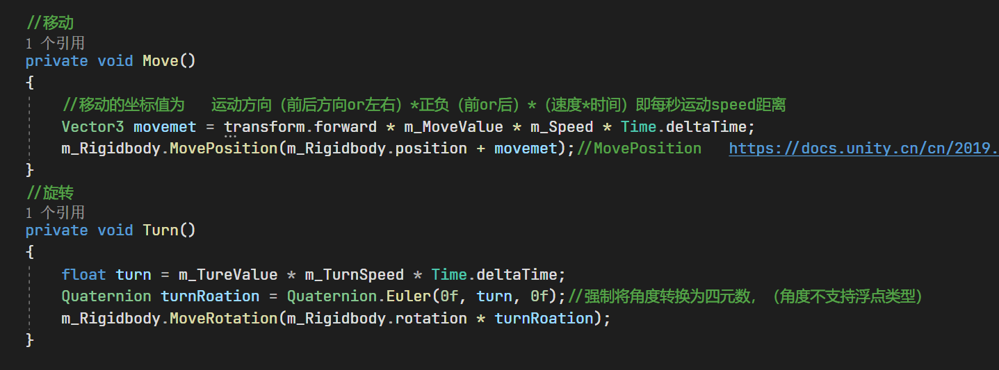 //移动
1 个引用
private void Move()
{
//移动的坐标值为   运动方向（前后方向or左右）*正负（前or后）*（速度*时间）即每秒运动speed距离
Vector3 movemet = transform.forward * m_MoveValue * m_Speed * Time.deltaTime;
m_Rigidbody.MovePosition(m_Rigidbody.position + movemet);//MovePosition   https://docs.unity.cn/cn/2019.
}
//旋转
1 个引用
private void Turn()
{
float turn = m_TureValue * m_TurnSpeed * Time.deltaTime;
Quaternion turnRoation = Quaternion.Euler(0f, turn, 0f);//强制将角度转换为四元数，（角度不支持浮点类型）
m_Rigidbody.MoveRotation(m_Rigidbody.rotation * turnRoation);
}